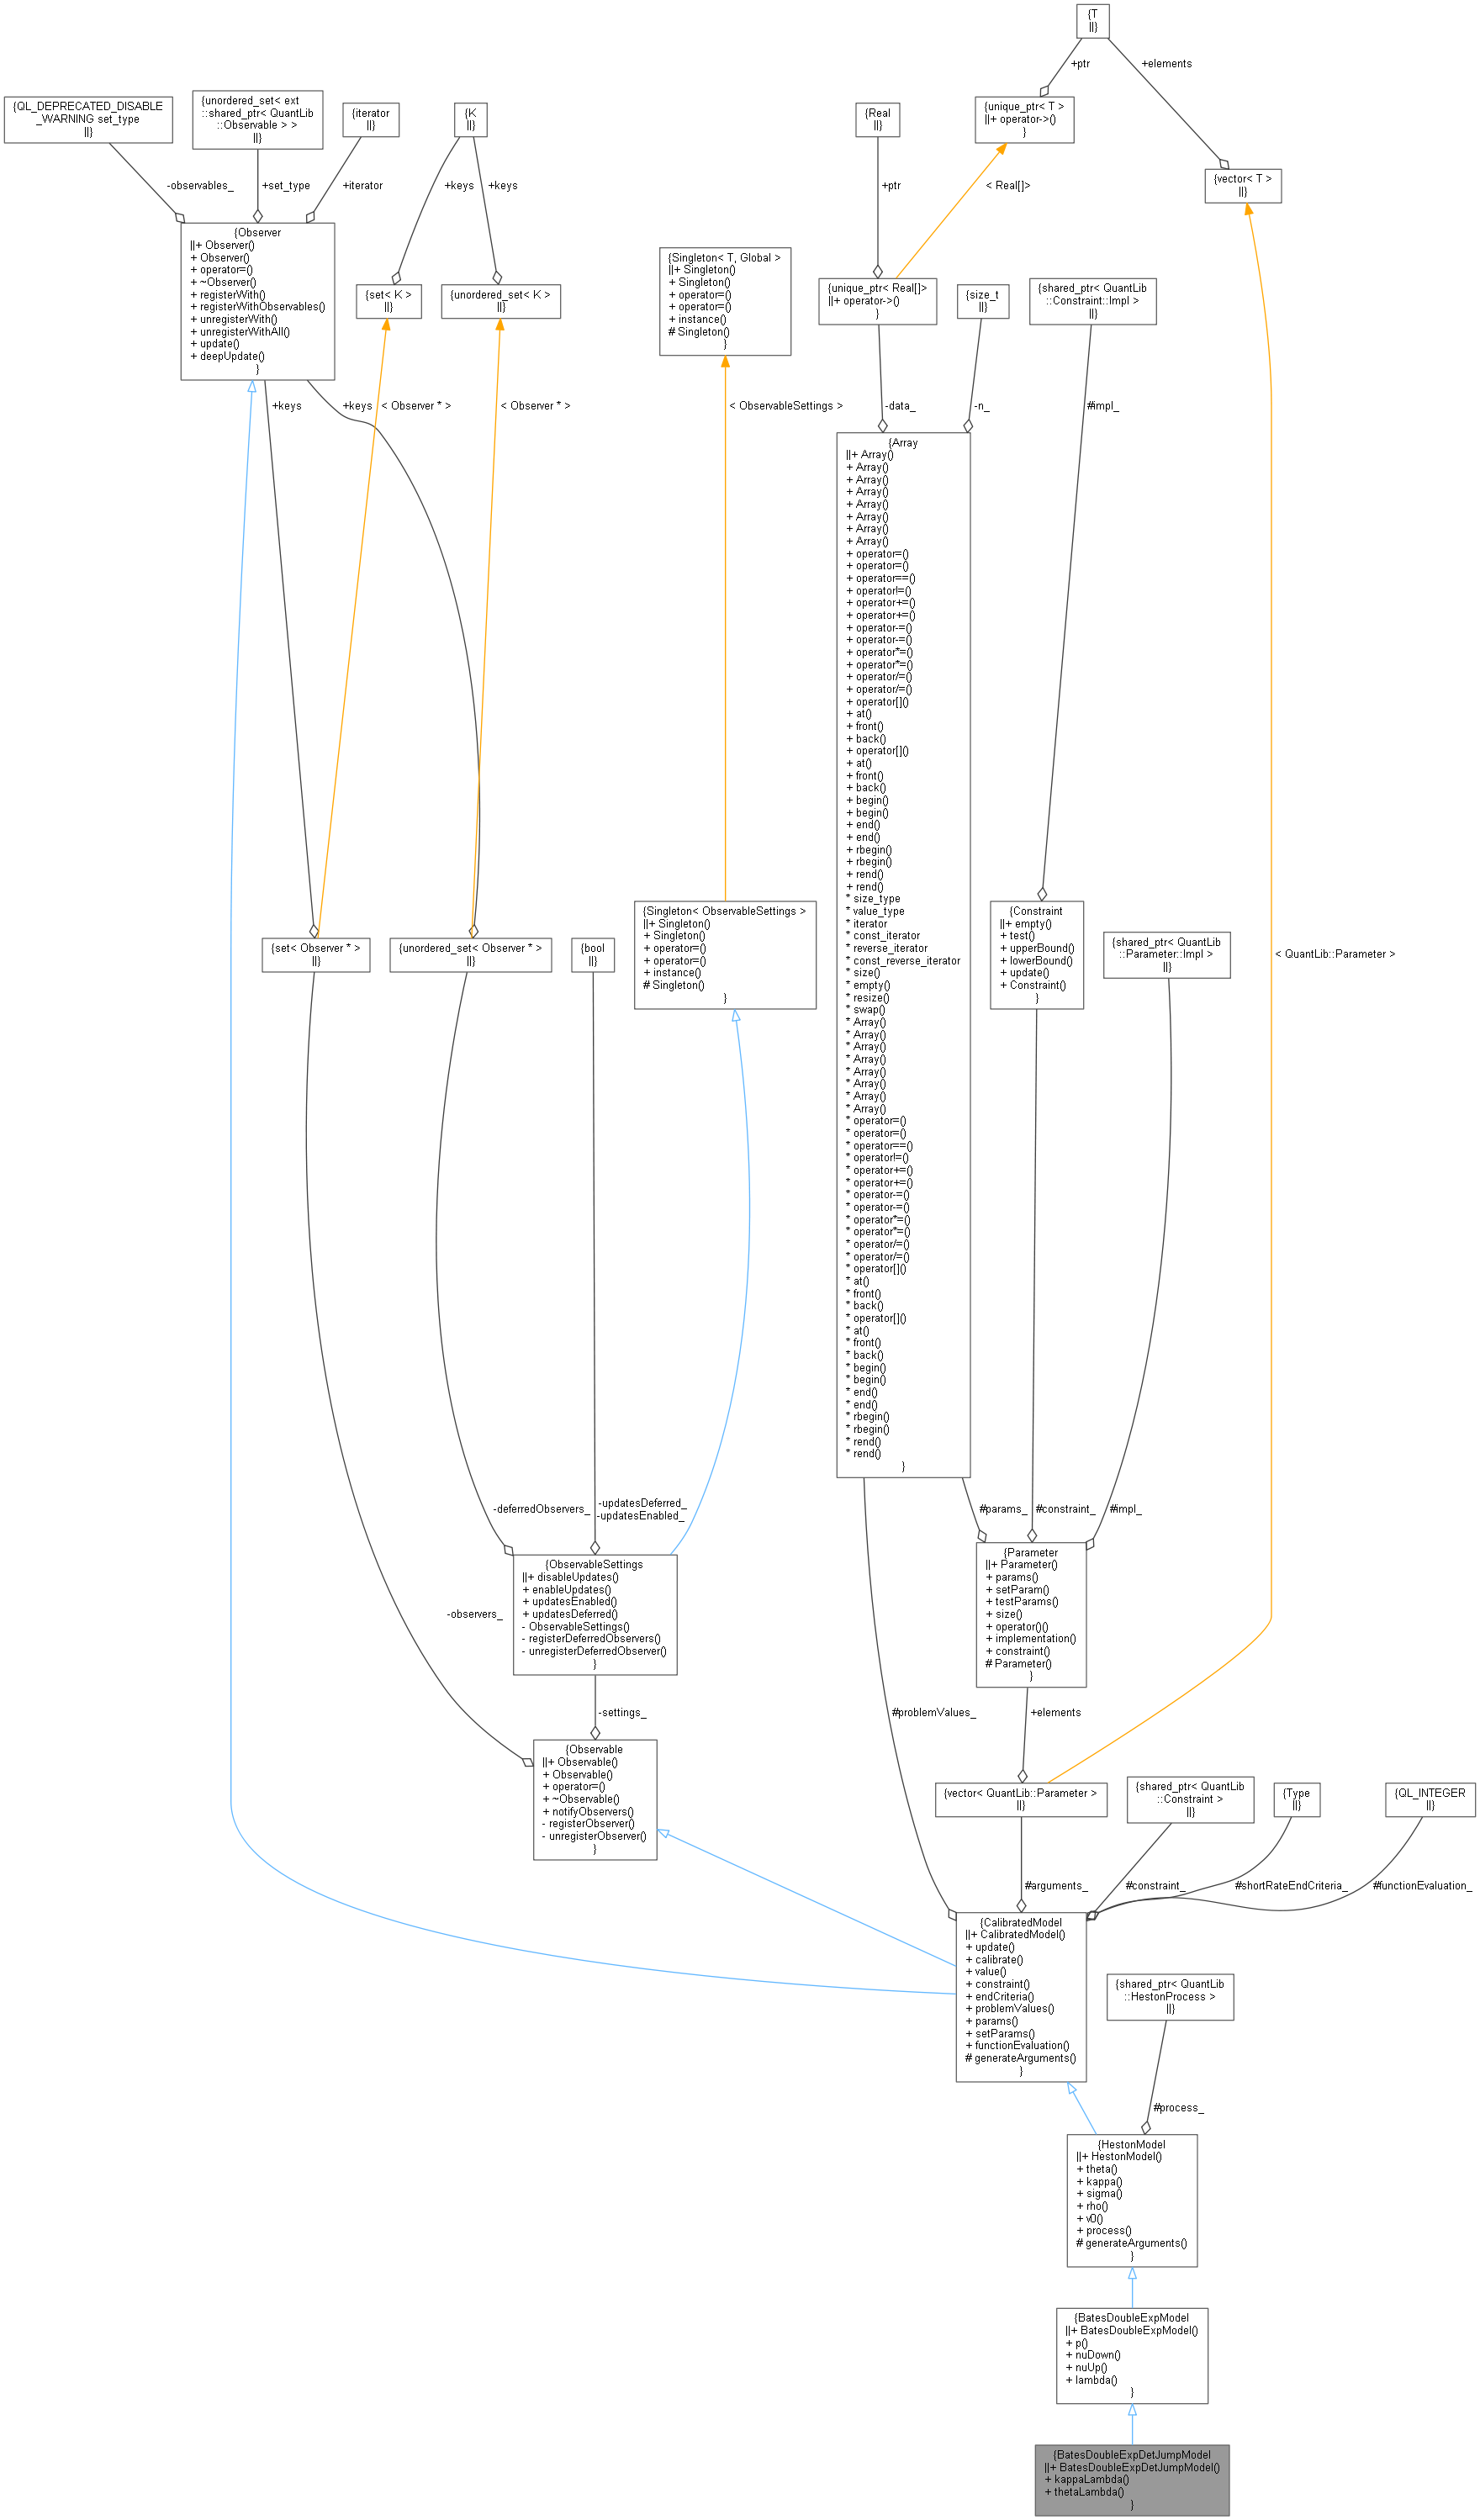 {T
||}
+ptr
+elements
{QL_DEPRECATED_DISABLE
_WARNING set_type
||}
{unordered_set< ext
::shared_ptr< QuantLib
::Observable > >
||}
{iterator
||}
{K
||}
{Real
||}
{unique_ptr< T >
||+ operator->()
}
{vector< T >
||}
-observables_
+set_type
+iterator
+keys
+keys
+ptr
< Real[]>
{Observer
||+ Observer()
+ Observer()
+ operator=()
+ ~Observer()
+ registerWith()
+ registerWithObservables()
+ unregisterWith()
+ unregisterWithAll()
+ update()
+ deepUpdate()
}
{set< K >
||}
{unordered_set< K >
||}
{Singleton< T, Global >
||+ Singleton()
+ Singleton()
+ operator=()
+ operator=()
+ instance()
# Singleton()
}
{unique_ptr< Real[]>
||+ operator->()
}
{size_t
||}
{shared_ptr< QuantLib
::Constraint::Impl >
||}
+keys
+keys
< Observer * >
< Observer * >
< ObservableSettings >
-data_
-n_
#impl_
{Array
||+ Array()
+ Array()
+ Array()
+ Array()
+ Array()
+ Array()
+ Array()
+ Array()
+ operator=()
+ operator=()
+ operator==()
+ operator!=()
+ operator+=()
+ operator+=()
+ operator-=()
+ operator-=()
+ operator*=()
+ operator*=()
+ operator/=()
+ operator/=()
+ operator[]()
+ at()
+ front()
+ back()
+ operator[]()
+ at()
+ front()
+ back()
+ begin()
+ begin()
+ end()
+ end()
+ rbegin()
+ rbegin()
+ rend()
+ rend()
* size_type
* value_type
* iterator
* const_iterator
* reverse_iterator
* const_reverse_iterator
* size()
* empty()
* resize()
* swap()
* Array()
* Array()
* Array()
* Array()
* Array()
* Array()
* Array()
* Array()
* operator=()
* operator=()
* operator==()
* operator!=()
* operator+=()
* operator+=()
* operator-=()
* operator-=()
* operator*=()
* operator*=()
* operator/=()
* operator/=()
* operator[]()
* at()
* front()
* back()
* operator[]()
* at()
* front()
* back()
* begin()
* begin()
* end()
* end()
* rbegin()
* rbegin()
* rend()
* rend()
}
{set< Observer * >
||}
{unordered_set< Observer * >
||}
{bool
||}
{Singleton< ObservableSettings >
||+ Singleton()
+ Singleton()
+ operator=()
+ operator=()
+ instance()
# Singleton()
}
{Constraint
||+ empty()
+ test()
+ upperBound()
+ lowerBound()
+ update()
+ Constraint()
}
{shared_ptr< QuantLib
::Parameter::Impl >
||}
< QuantLib::Parameter >
-deferredObservers_
-updatesDeferred_
-updatesEnabled_
#params_
#constraint_
#impl_
{ObservableSettings
||+ disableUpdates()
+ enableUpdates()
+ updatesEnabled()
+ updatesDeferred()
- ObservableSettings()
- registerDeferredObservers()
- unregisterDeferredObserver()
}
{Parameter
||+ Parameter()
+ params()
+ setParam()
+ testParams()
+ size()
+ operator()()
+ implementation()
+ constraint()
# Parameter()
}
-observers_
-settings_
#problemValues_
+elements
{Observable
||+ Observable()
+ Observable()
+ operator=()
+ ~Observable()
+ notifyObservers()
- registerObserver()
- unregisterObserver()
}
{vector< QuantLib::Parameter >
||}
{shared_ptr< QuantLib
::Constraint >
||}
{Type
||}
{QL_INTEGER
||}
#arguments_
#constraint_
#shortRateEndCriteria_
#functionEvaluation_
{CalibratedModel
||+ CalibratedModel()
+ update()
+ calibrate()
+ value()
+ constraint()
+ endCriteria()
+ problemValues()
+ params()
+ setParams()
+ functionEvaluation()
# generateArguments()
}
{shared_ptr< QuantLib
::HestonProcess >
||}
#process_
{HestonModel
||+ HestonModel()
+ theta()
+ kappa()
+ sigma()
+ rho()
+ v0()
+ process()
# generateArguments()
}
{BatesDoubleExpModel
||+ BatesDoubleExpModel()
+ p()
+ nuDown()
+ nuUp()
+ lambda()
}
{BatesDoubleExpDetJumpModel
||+ BatesDoubleExpDetJumpModel()
+ kappaLambda()
+ thetaLambda()
}